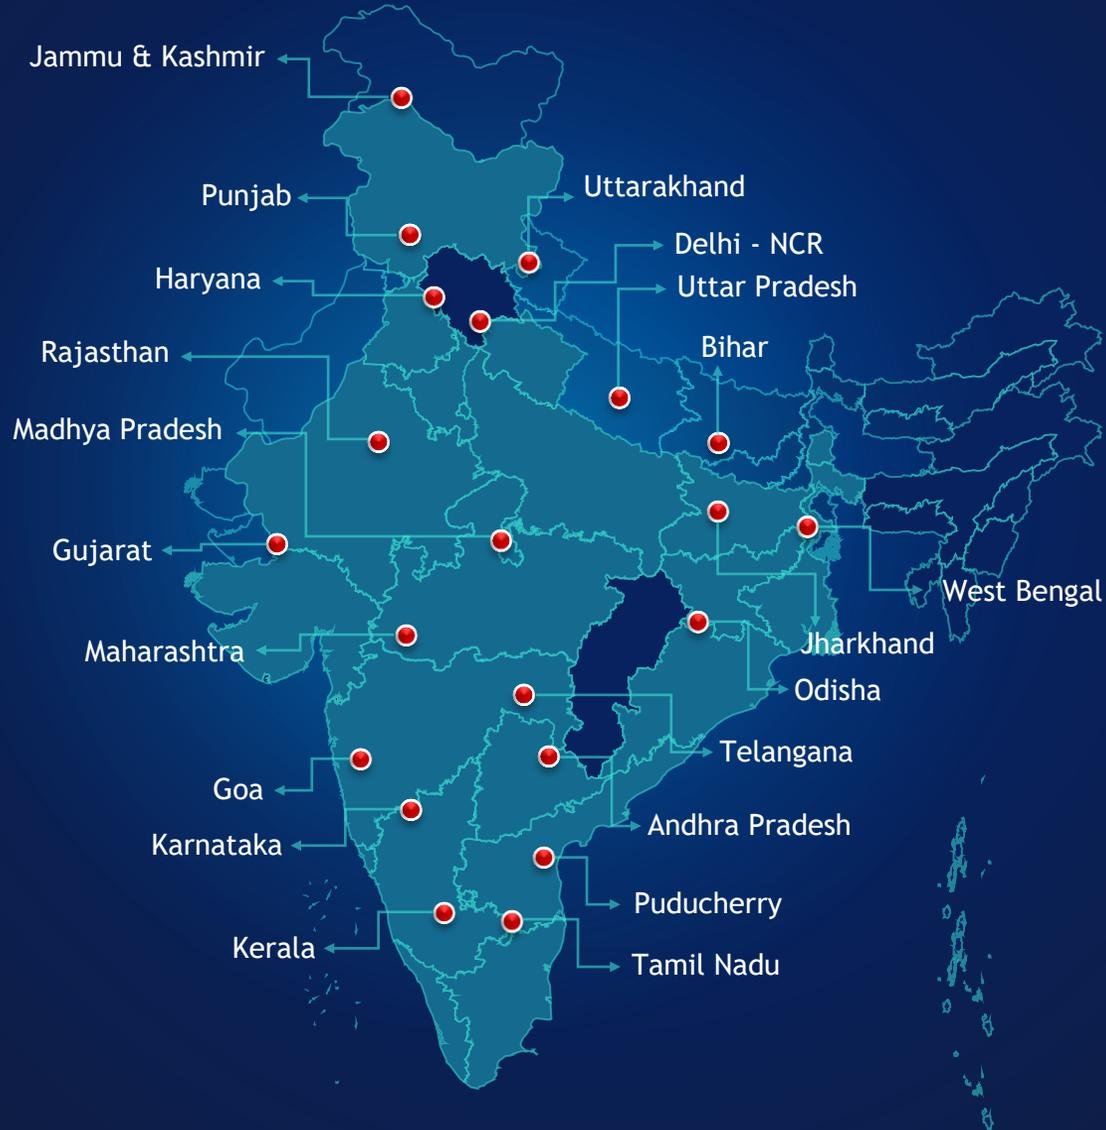 Jammu & Kashmir
Punjab
Uttarakhand
Delhi - NCR
Haryana
Uttar Pradesh
Rajasthan
Bihar
Madhya Pradesh
Gujarat
West Bengal
Maharashtra
Jharkhand
Odisha
Telangana
Goa
Andhra Pradesh
Karnataka
Puducherry
Kerala
Tamil Nadu